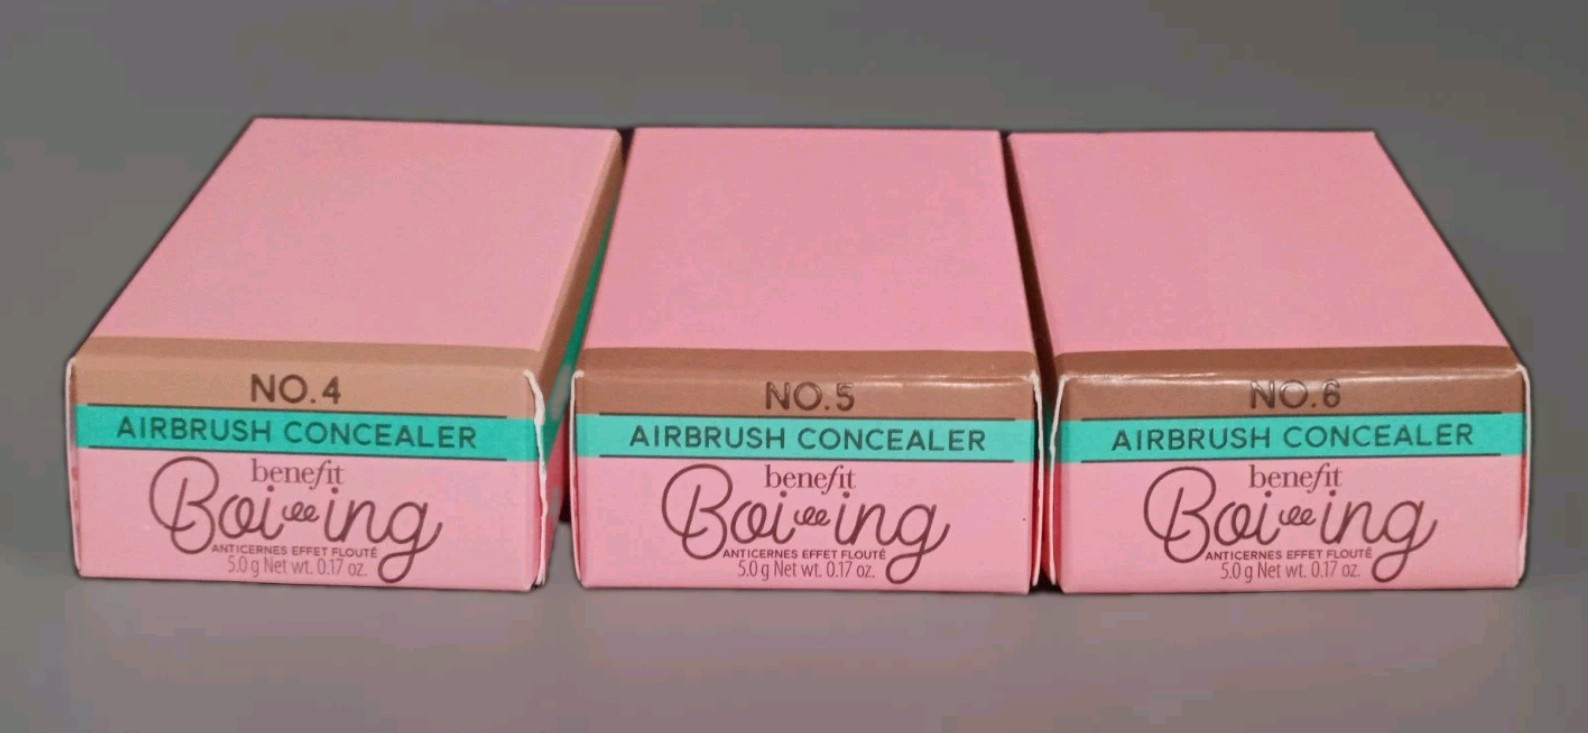 NO.4
AIRBRUSH CONCEALER
benefit
Boi-ing
ANTICERNES EFFET FLOUTÉ
5.0 g Net wt. 0.17 oz.
NO.5
AIRBRUSH CONCEALER
benefit
Boi-ing
ANTICERNES EFFET FLOUTÉ
5.0 g Net wt. 0.17 oz.
NO.6
AIRBRUSH CONCEALER
benefit
Boi-ing
ANTICERNES EFFET FLOUTÉ
5.0 g Net wt. 0.17 oz.